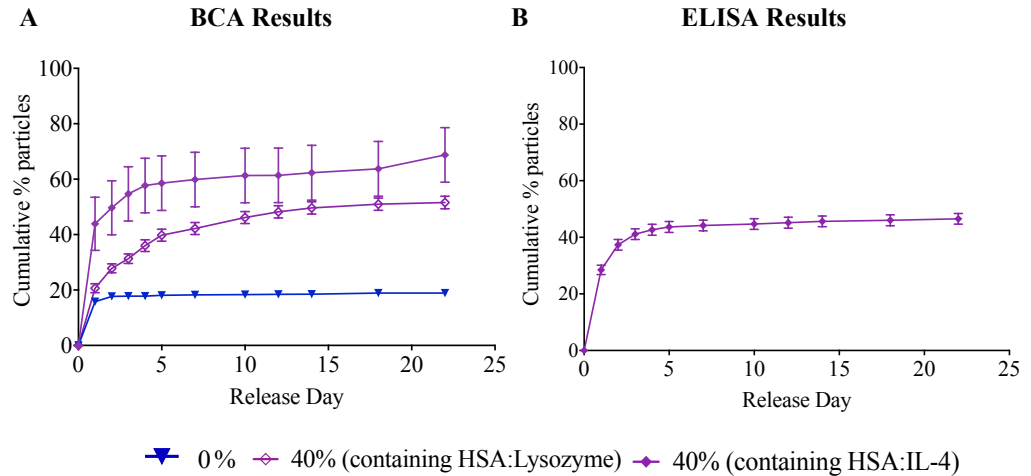 A
BCA Results
100
80
60
40
20
0
0
5
10
15
20
25
Cumulative % particles
Release Day
B
ELISA Results
100
80
60
40
20
0
0
5
10
15
20
25
Cumulative % particles
Release Day
0%
40% (containing HSA:Lysozyme)
40% (containing HSA:IL-4)